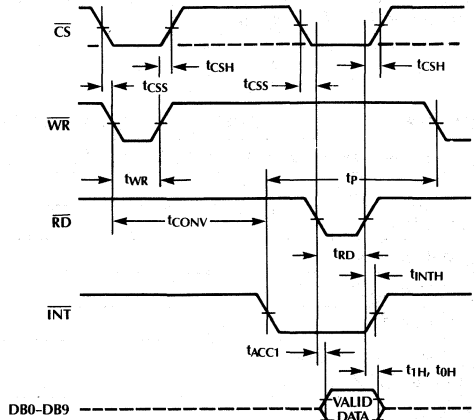 CS
tCSH
tCSS
tCSS
tCSH
WR
tWR
tP
RD
tCONV
tRD
tINTH
INT
tACC1
t1H, t0H
DB0–DB9
VALID
DATA